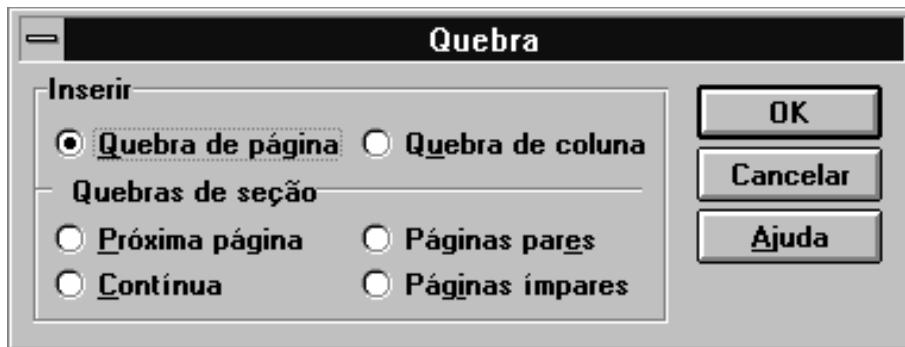 Quebra
Inserir
Quebra de página Quebra de coluna
Quebras de seção
Próxima página Páginas pares
Contínua Páginas ímpares
OK
Cancelar
Ajuda